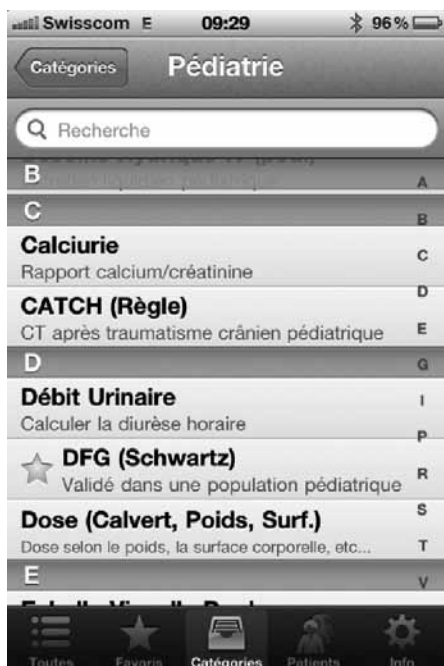 Swisscom E 09:29 96 %
Catégories Pédiatrie
Recherche
B
A
C
B
Calciurie
C
Rapport calcium/créatinine
D
CATCH (Règle)
CT après traumatisme crânien pédiatrique
E
D
G
Débit Urinaire
I
Calculer la diurèse horaire
P
DFG (Schwartz)
R
Validé dans une population pédiatrique
Dose (Calvert, Poids, Surf.)
S
Dose selon le poids, la surface corporelle, etc...
T
E
V
Toutes Favoris Catégories Patients Info